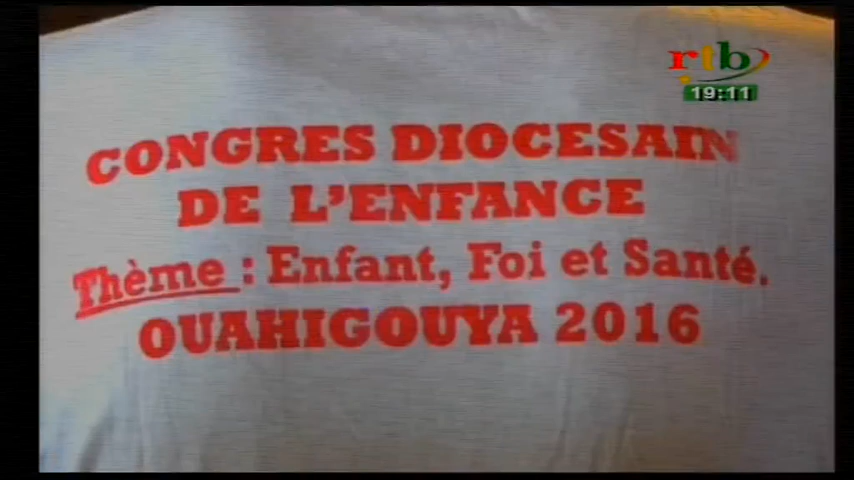 rtb
19:11
CONGRES DIOCESAIN
DE L'ENFANCE
Thème : Enfant, Foi et Santé.
OUAHIGOUYA 2016